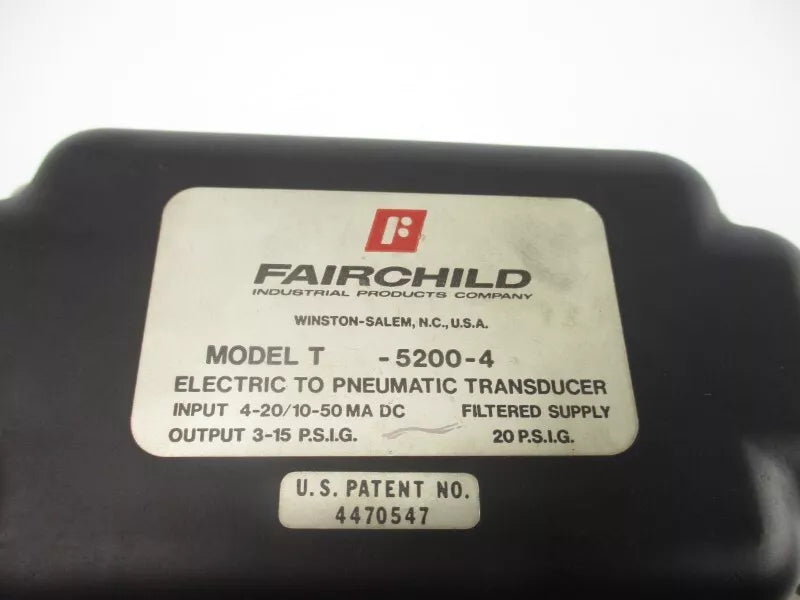 FAIRCHILD
INDUSTRIAL PRODUCTS COMPANY
WINSTON-SALEM, N.C., U.S.A.
MODEL T -5200-4
ELECTRIC TO PNEUMATIC TRANSDUCER
INPUT 4-20/10-50 MA DC FILTERED SUPPLY
OUTPUT 3-15 P.S.I.G. 20 P.S.I.G.
U.S. PATENT NO.
4470547